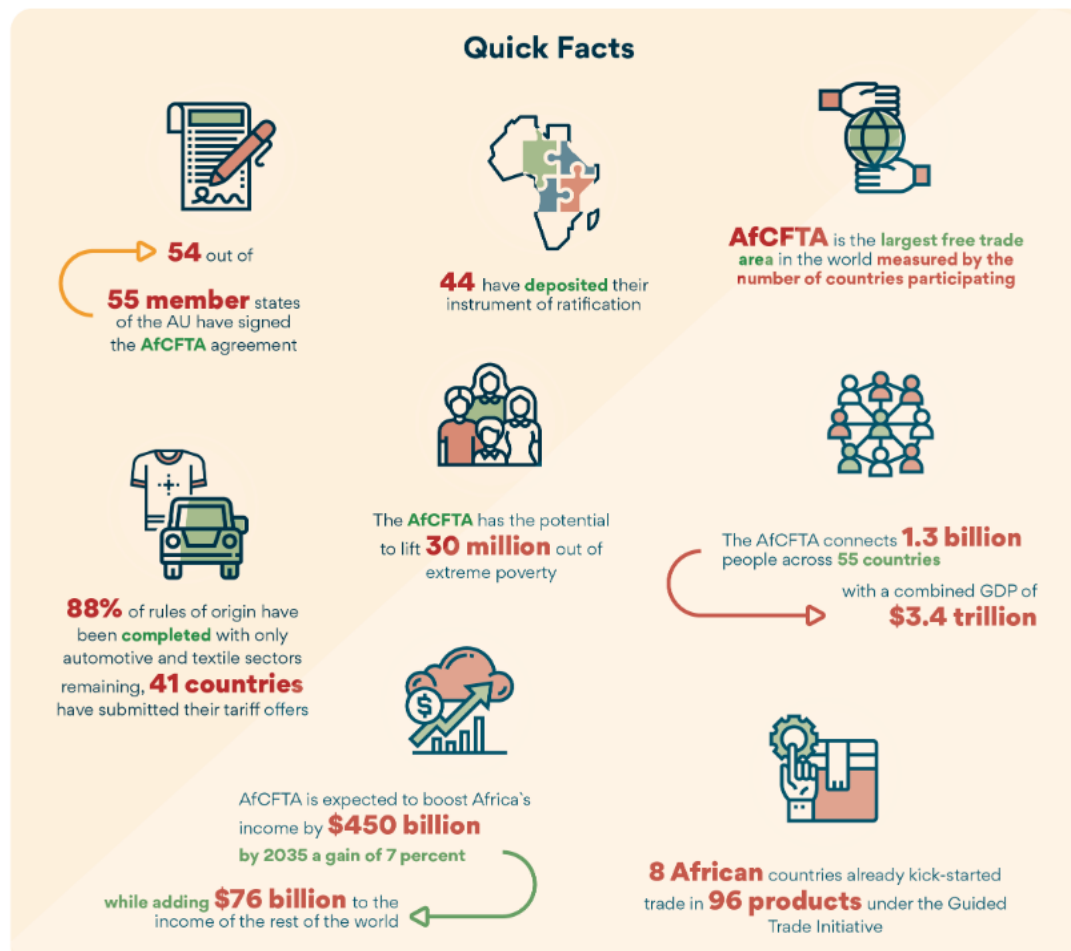 Quick Facts
54 out of
55 member states
of the AU have signed
the AfCFTA agreement
44 have deposited their
instrument of ratification
AfCFTA is the largest free trade
area in the world measured by the
number of countries participating
88% of rules of origin have
been completed with only
automotive and textile sectors
remaining, 41 countries
have submitted their tariff offers
The AfCFTA has the potential
to lift 30 million out of
extreme poverty
The AfCFTA connects 1.3 billion
people across 55 countries
with a combined GDP of
$3.4 trillion
AfCFTA is expected to boost Africa`s
income by $450 billion
by 2035 a gain of 7 percent
while adding $76 billion to the
income of the rest of the world
8 African countries already kick-started
trade in 96 products under the Guided
Trade Initiative